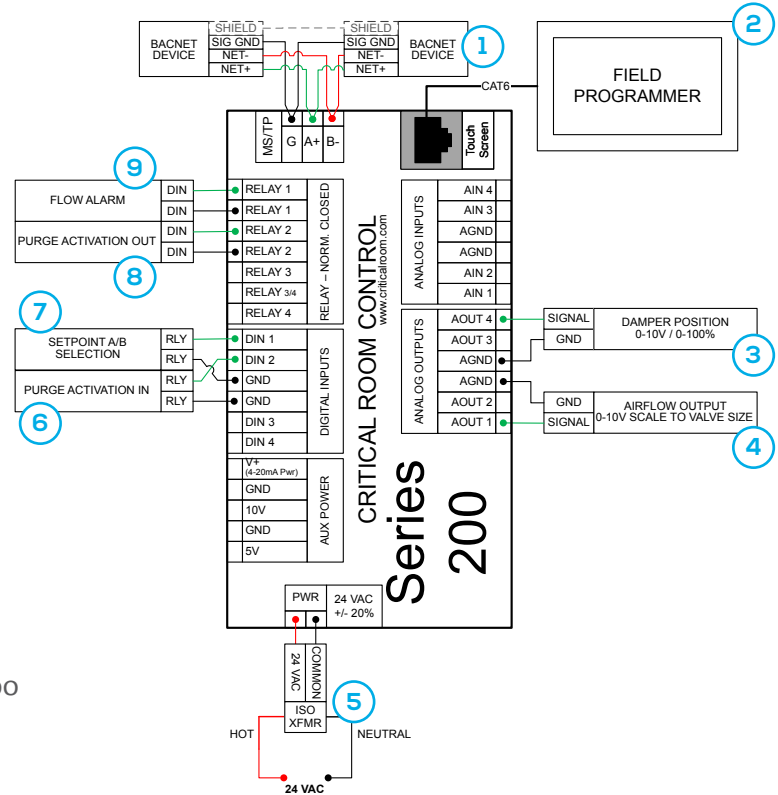 SHIELD
SIG GND
NET-
NET+
BACNET
DEVICE
SHIELD
SIG GND
NET-
NET+
BACNET
DEVICE
1
2
FIELD
PROGRAMMER
CAT6
MS/TP
G
A+
B-
Touch
Screen
9
FLOW ALARM
DIN
DIN
PURGE ACTIVATION OUT
DIN
DIN
8
RELAY 1
RELAY 1
RELAY 2
RELAY 2
RELAY 3
RELAY 3/4
RELAY 4
RELAY – NORM. CLOSED
7
SETPOINT A/B
SELECTION
RLY
RLY
PURGE ACTIVATION IN
RLY
RLY
6
DIN 1
DIN 2
GND
GND
DIN 3
DIN 4
DIGITAL INPUTS
V+
(4-20mA Pwr)
GND
10V
GND
5V
AUX POWER
CRITICAL ROOM CONTROL
www.criticalroom.com
Series
200
ANALOG INPUTS
AIN 4
AIN 3
AGND
AGND
AIN 2
AIN 1
ANALOG OUTPUTS
AOUT 4
AOUT 3
AGND
AGND
AOUT 2
AOUT 1
SIGNAL
GND
DAMPER POSITION
0-10V / 0-100%
3
GND
SIGNAL
AIRFLOW OUTPUT
0-10V SCALE TO VALVE SIZE
4
PWR
24 VAC
+/- 20%
24 VAC
COMMON
ISO
XFMR
5
HOT
NEUTRAL
24 VAC